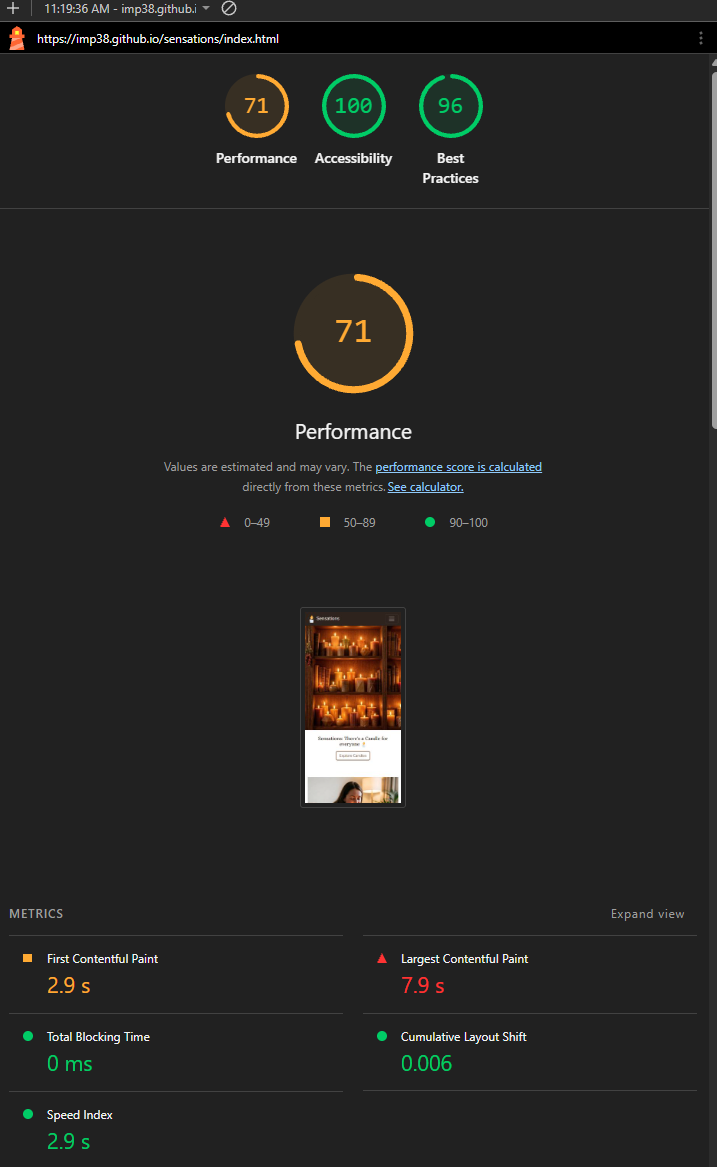 11:19:36 AM - imp38.github.i
https://imp38.github.io/sensations/index.html
71
100
96
Performance
Accessibility
Best
Practices
71
Performance
Values are estimated and may vary. The performance score is calculated
directly from these metrics. See calculator.
0–49
50–89
90–100
Sensations
Sensations: There's a Candle for
everyone
METRICS
Expand view
First Contentful Paint
2.9 s
Largest Contentful Paint
7.9 s
Total Blocking Time
0 ms
Cumulative Layout Shift
0.006
Speed Index
2.9 s